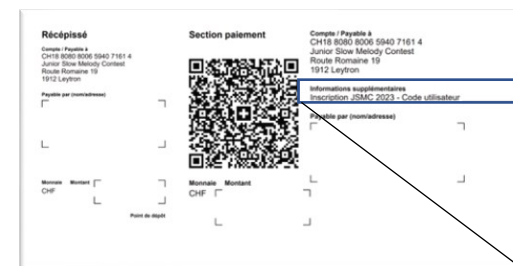 Récépissé
Compte / Payable à
CH18 8080 8006 5940 7161 4
Junior Slow Melody Contest
Route Romaine 19
1912 Leytron
Payable par (nom/adresse)
Monnaie Montant
CHF
Point de dépôt
Section paiement
Monnaie Montant
CHF
Compte / Payable à
CH18 8080 8006 5940 7161 4
Junior Slow Melody Contest
Route Romaine 19
1912 Leytron
Informations supplémentaires
Inscription JSMC 2023 - Code utilisateur
Payable par (nom/adresse)